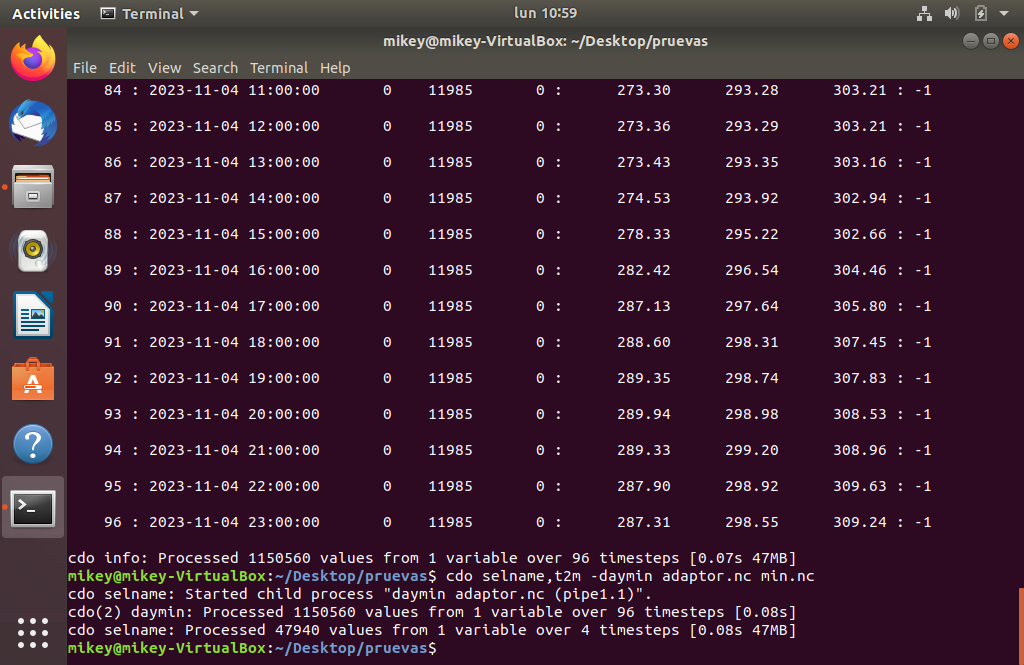 Activities Terminal lun 10:59
mikey@mikey-VirtualBox: ~/Desktop/pruevas
File Edit View Search Terminal Help
84 : 2023-11-04 11:00:00 0 11985 0 : 273.30 293.28 303.21 : -1
85 : 2023-11-04 12:00:00 0 11985 0 : 273.36 293.29 303.21 : -1
86 : 2023-11-04 13:00:00 0 11985 0 : 273.43 293.35 303.16 : -1
87 : 2023-11-04 14:00:00 0 11985 0 : 274.53 293.92 302.94 : -1
88 : 2023-11-04 15:00:00 0 11985 0 : 278.33 295.22 302.66 : -1
89 : 2023-11-04 16:00:00 0 11985 0 : 282.42 296.54 304.46 : -1
90 : 2023-11-04 17:00:00 0 11985 0 : 287.13 297.64 305.80 : -1
91 : 2023-11-04 18:00:00 0 11985 0 : 288.60 298.31 307.45 : -1
92 : 2023-11-04 19:00:00 0 11985 0 : 289.35 298.74 307.83 : -1
93 : 2023-11-04 20:00:00 0 11985 0 : 289.94 298.98 308.53 : -1
94 : 2023-11-04 21:00:00 0 11985 0 : 289.33 299.20 308.96 : -1
95 : 2023-11-04 22:00:00 0 11985 0 : 287.90 298.92 309.63 : -1
96 : 2023-11-04 23:00:00 0 11985 0 : 287.31 298.55 309.24 : -1
cdo info: Processed 1150560 values from 1 variable over 96 timesteps [0.07s 47MB]
mikey@mikey-VirtualBox:~/Desktop/pruevas$ cdo selname,t2m -daymin adaptor.nc min.nc
cdo selname: Started child process "daymin adaptor.nc (pipe1.1)".
cdo(2) daymin: Processed 1150560 values from 1 variable over 96 timesteps [0.08s]
cdo selname: Processed 47940 values from 1 variable over 4 timesteps [0.08s 47MB]
mikey@mikey-VirtualBox:~/Desktop/pruevas$